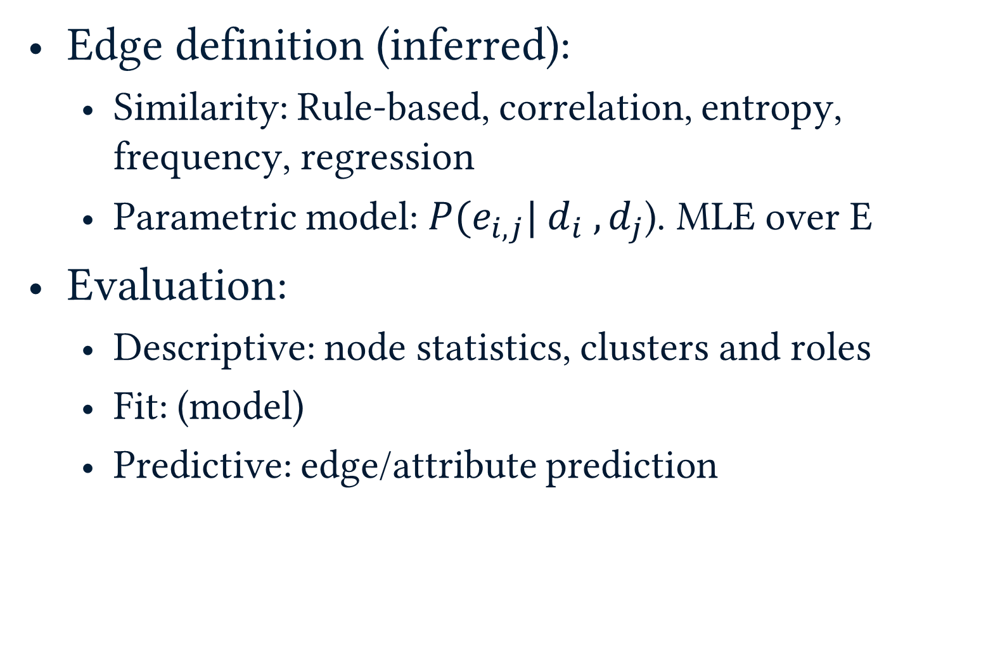 • Edge definition (inferred):
• Similarity: Rule-based, correlation, entropy,
frequency, regression
• Parametric model: P(e_{i,j} | d_i , d_j). MLE over E
• Evaluation:
• Descriptive: node statistics, clusters and roles
• Fit: (model)
• Predictive: edge/attribute prediction